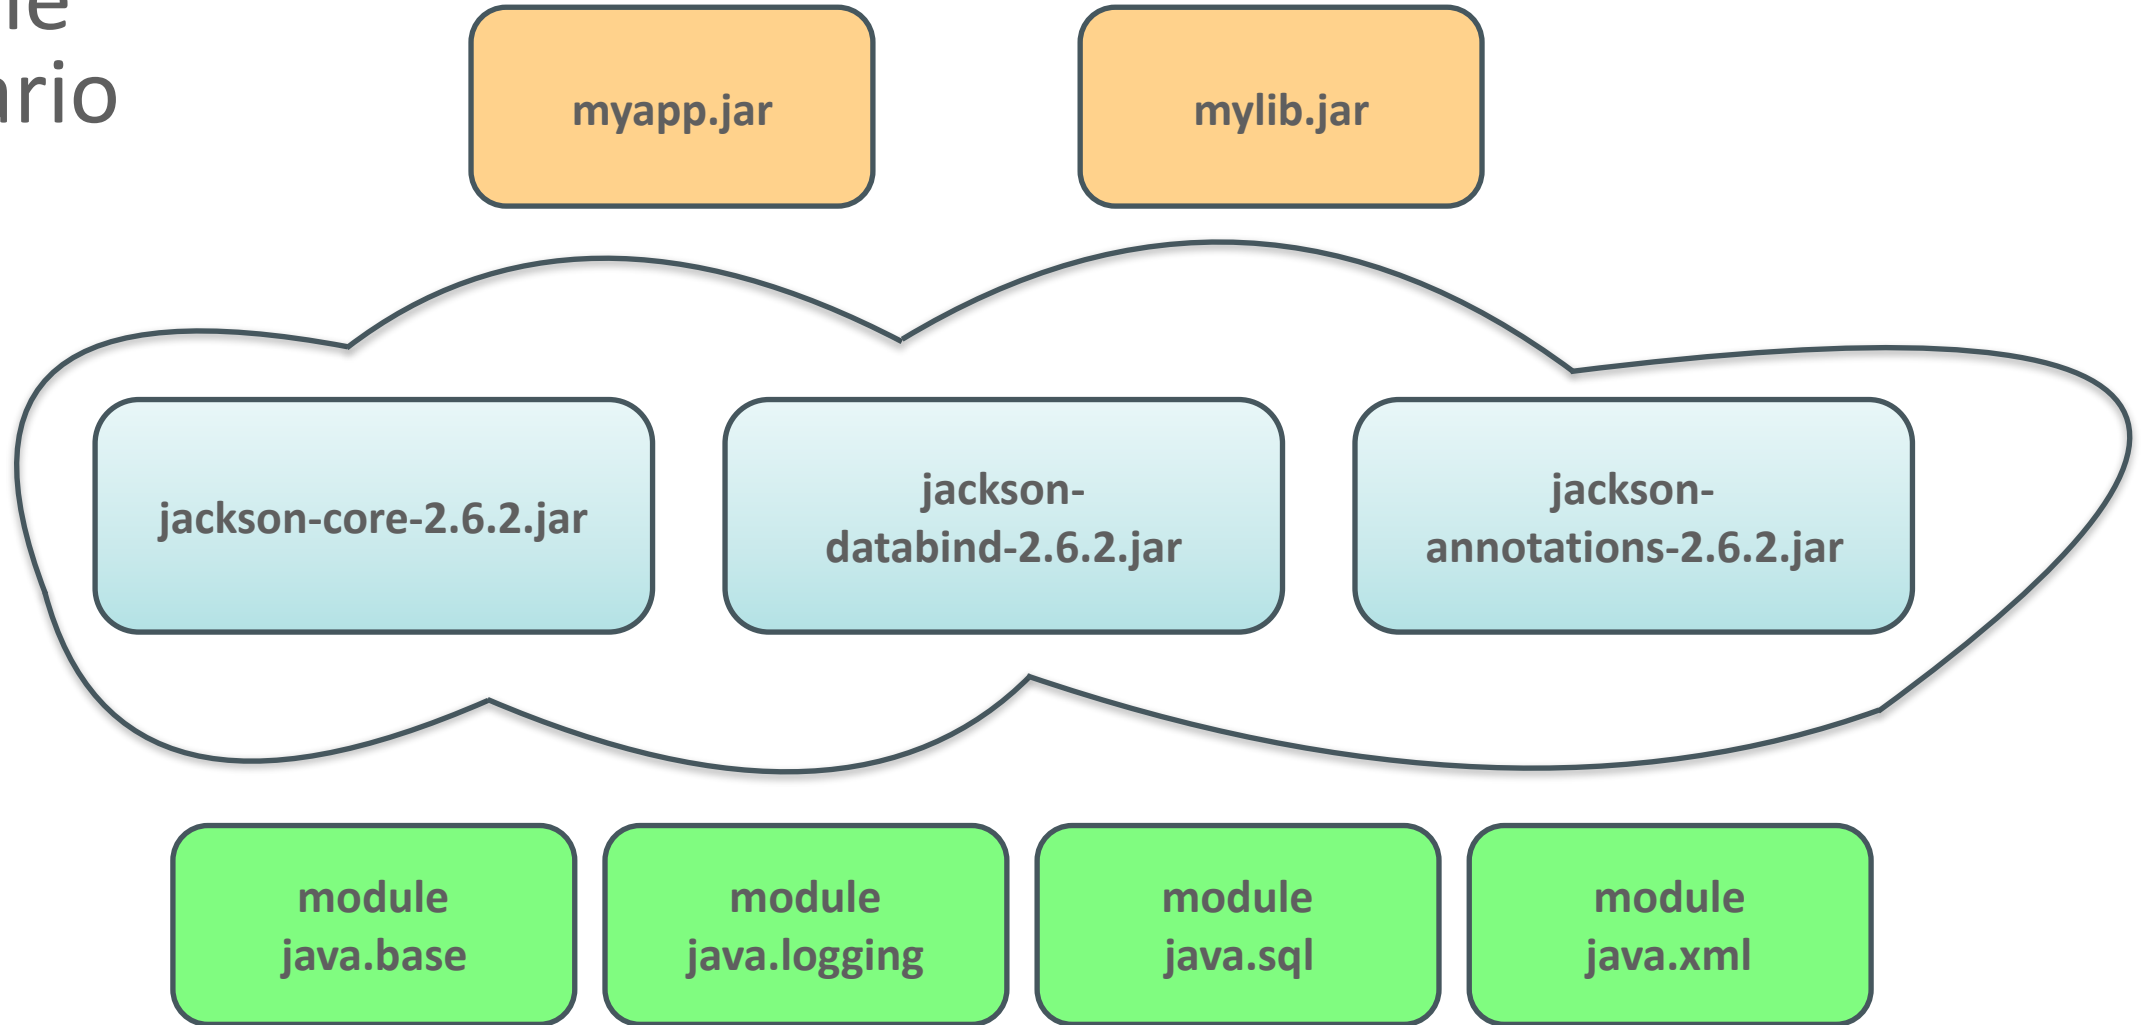 ario
myapp.jar
mylib.jar
jackson-core-2.6.2.jar
jackson-
databind-2.6.2.jar
jackson-
annotations-2.6.2.jar
module
java.base
module
java.logging
module
java.sql
module
java.xml